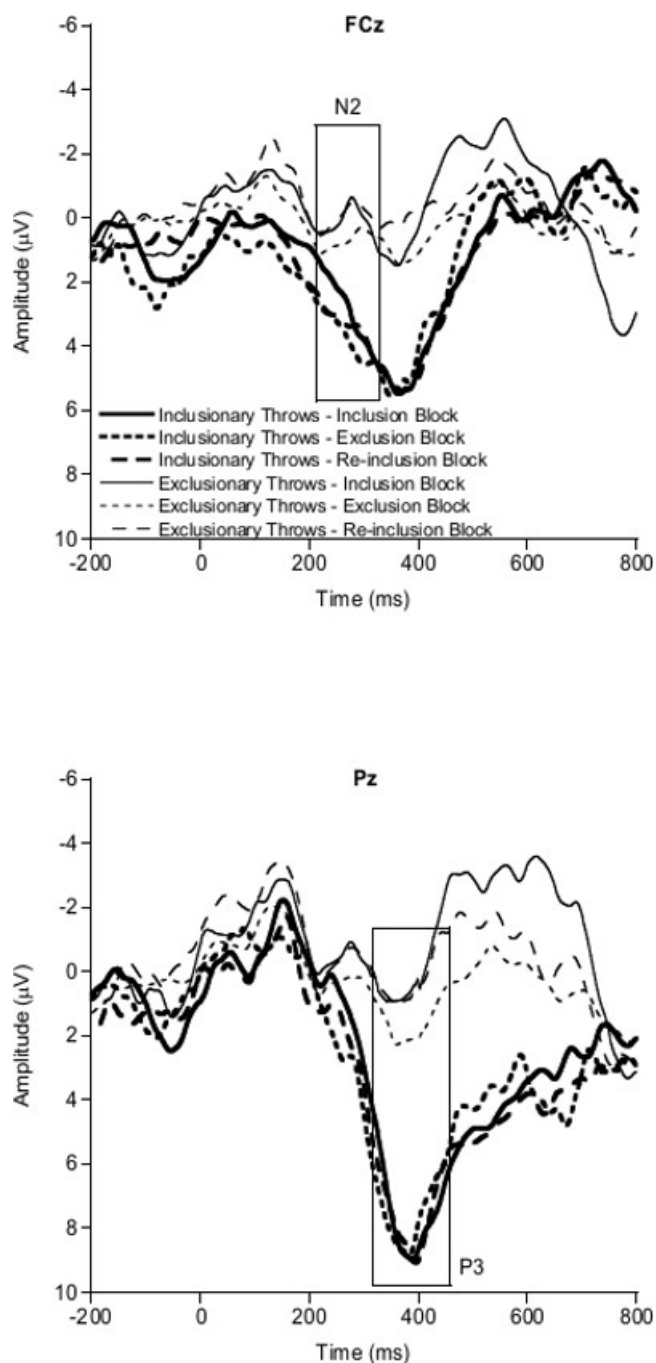 FCz
-6
-4
N2
-2
0
2
4
6
8
10
Amplitude (µV)
Inclusionary Throws - Inclusion Block
Inclusionary Throws - Exclusion Block
Inclusionary Throws - Re-inclusion Block
Exclusionary Throws - Inclusion Block
Exclusionary Throws - Exclusion Block
Exclusionary Throws - Re-inclusion Block
-200 0 200 400 600 800
Time (ms)
Pz
-6
-4
-2
0
2
4
6
8
10
Amplitude (µV)
P3
-200 0 200 400 600 800
Time (ms)